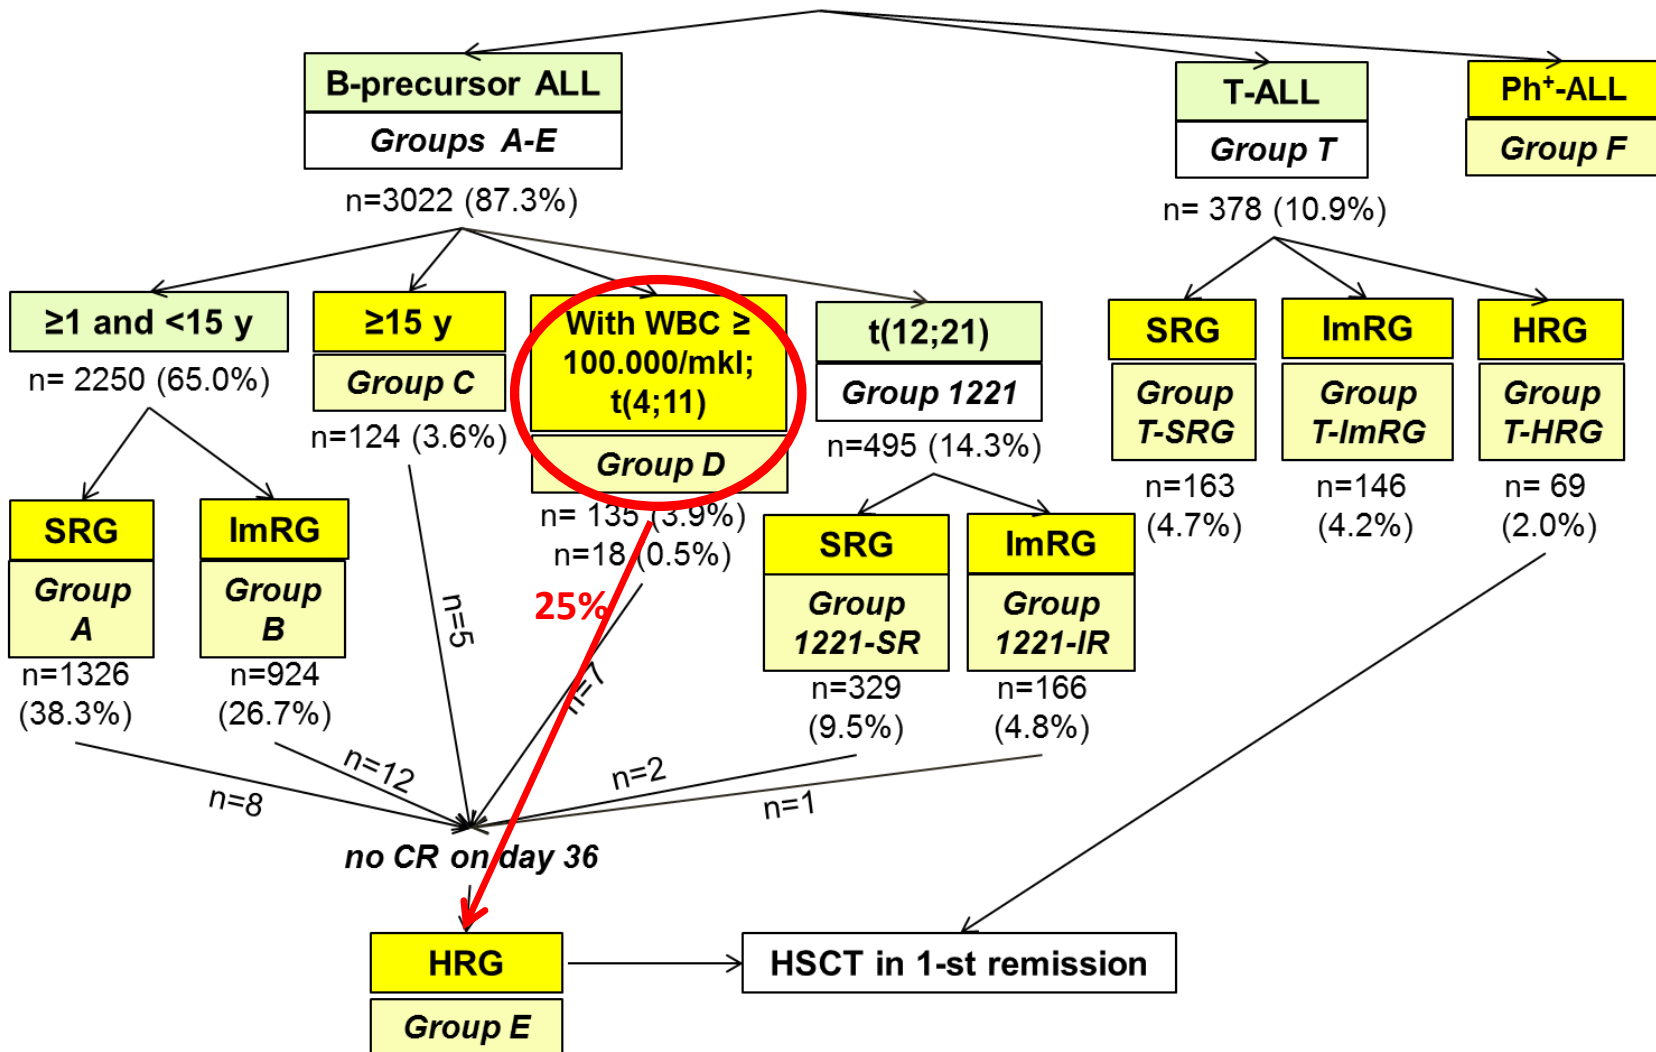 B-precursor ALL
Groups A-E
n=3022 (87.3%)
T-ALL
Group T
n= 378 (10.9%)
Ph⁺-ALL
Group F
≥1 and <15 y
n= 2250 (65.0%)
≥15 y
Group C
n=124 (3.6%)
With WBC ≥
100.000/mkl;
t(4;11)
Group D
n= 135 (3.9%)
n=18 (0.5%)
t(12;21)
Group 1221
n=495 (14.3%)
SRG
Group
T-SRG
n=163
(4.7%)
ImRG
Group
T-ImRG
n=146
(4.2%)
HRG
Group
T-HRG
n= 69
(2.0%)
SRG
Group
A
n=1326
(38.3%)
ImRG
Group
B
n=924
(26.7%)
SRG
Group
1221-SR
n=329
(9.5%)
ImRG
Group
1221-IR
n=166
(4.8%)
25%
n=8
n=12
n=5
n=7
n=2
n=1
no CR on day 36
HRG
Group E
HSCT in 1-st remission